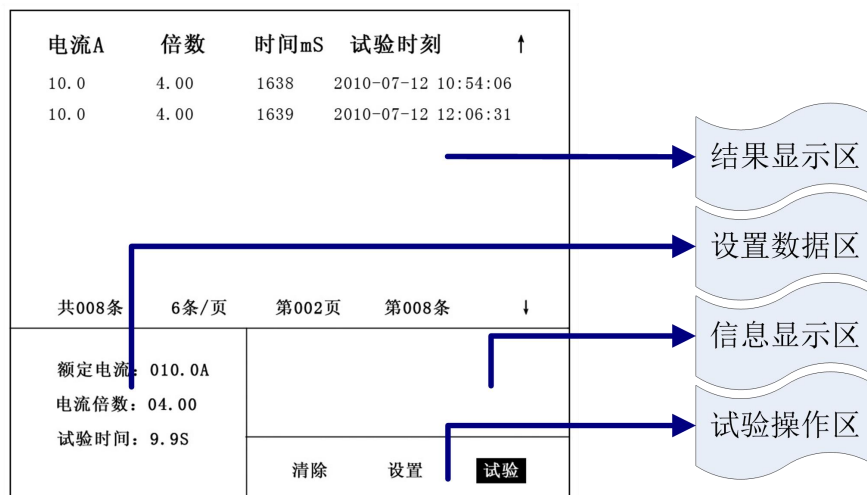 电流A 倍数 时间mS 试验时刻 ↑
10.0 4.00 1638 2010-07-12 10:54:06
10.0 4.00 1639 2010-07-12 12:06:31
共008条 6条/页 第002页 第008条 ↓
额定电流：010.0A
电流倍数：04.00
试验时间：9.9S
清除 设置 试验
结果显示区
设置数据区
信息显示区
试验操作区